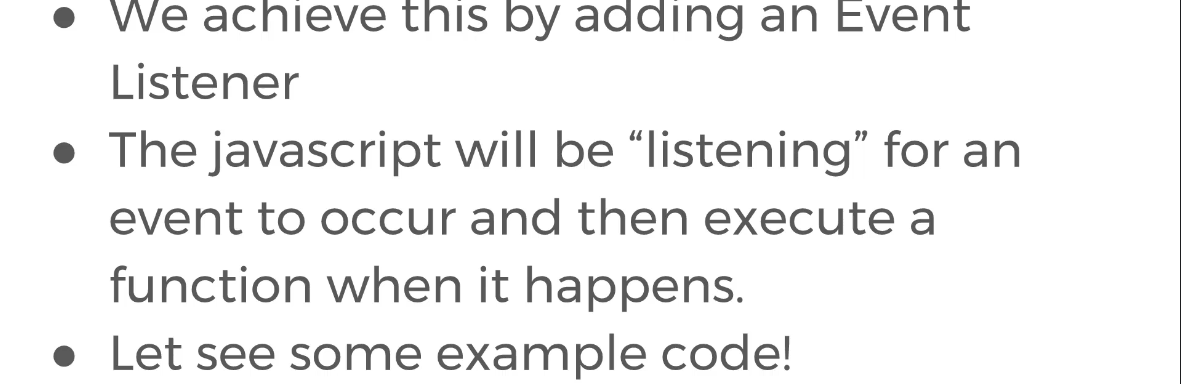 ● We achieve this by adding an Event
Listener
● The javascript will be “listening” for an
event to occur and then execute a
function when it happens.
● Let see some example code!